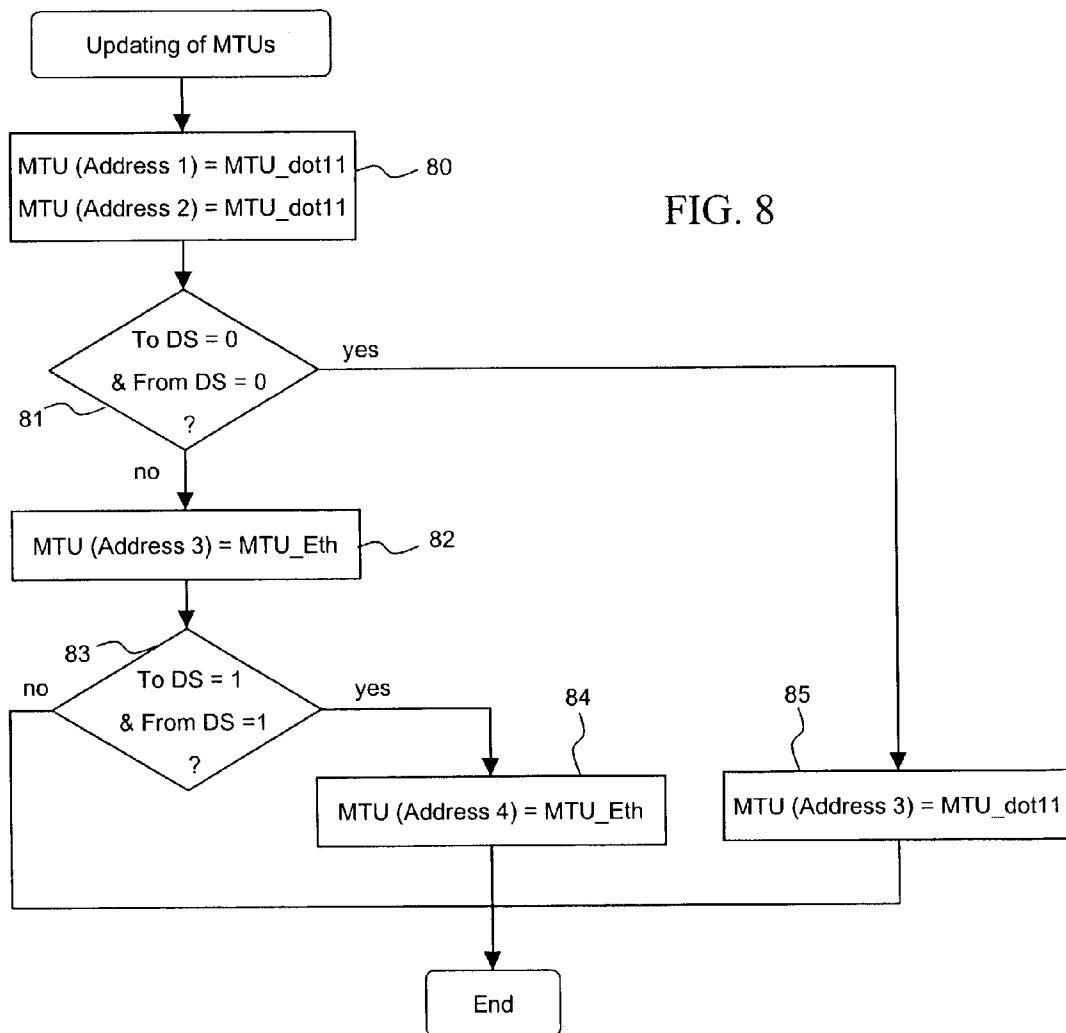 Updating of MTUs
MTU (Address 1) = MTU_dot11
MTU (Address 2) = MTU_dot11
80
FIG. 8
To DS = 0
& From DS = 0
?
yes
81
no
MTU (Address 3) = MTU_Eth
82
83
To DS = 1
& From DS =1
?
no
yes
84
85
MTU (Address 4) = MTU_Eth
MTU (Address 3) = MTU_dot11
End